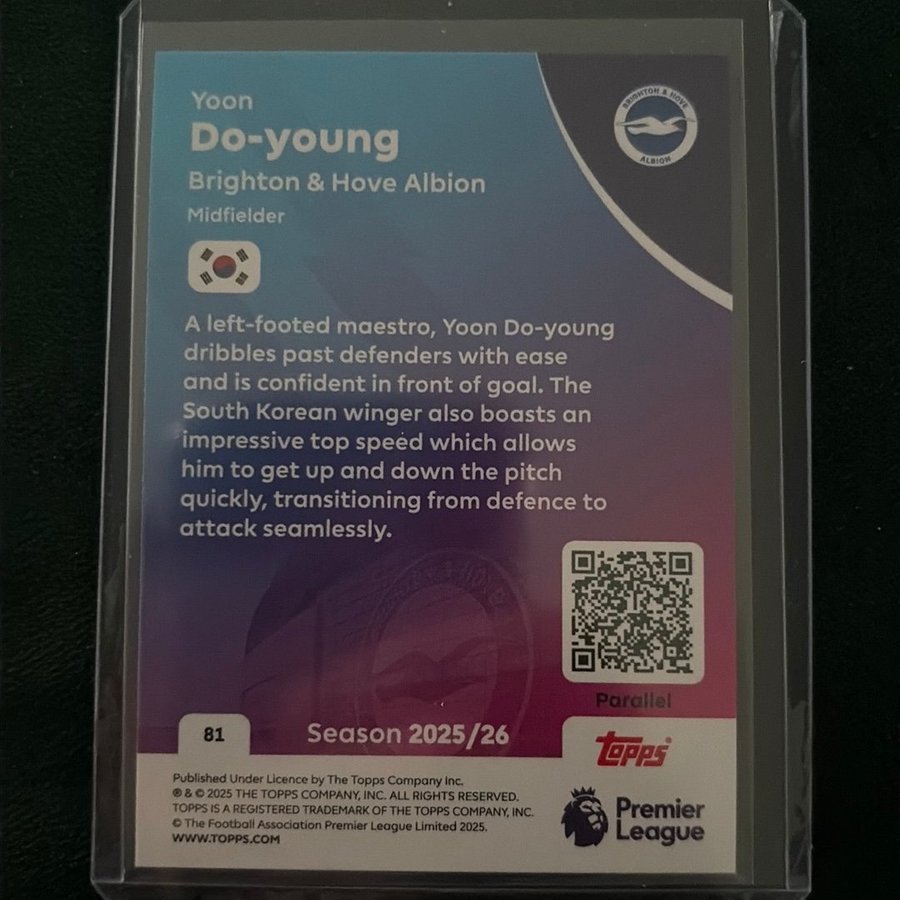 Yoon
Do-young
Brighton & Hove Albion
Midfielder
BRIGHTON & HOVE
ALBION
A left-footed maestro, Yoon Do-young
dribbles past defenders with ease
and is confident in front of goal. The
South Korean winger also boasts an
impressive top speed which allows
him to get up and down the pitch
quickly, transitioning from defence to
attack seamlessly.
Parallel
81
Season 2025/26
topps
Published Under Licence by The Topps Company Inc.
® & © 2025 THE TOPPS COMPANY, INC. ALL RIGHTS RESERVED.
TOPPS IS A REGISTERED TRADEMARK OF THE TOPPS COMPANY, INC.
© The Football Association Premier League Limited 2025.
WWW.TOPPS.COM
Premier
League